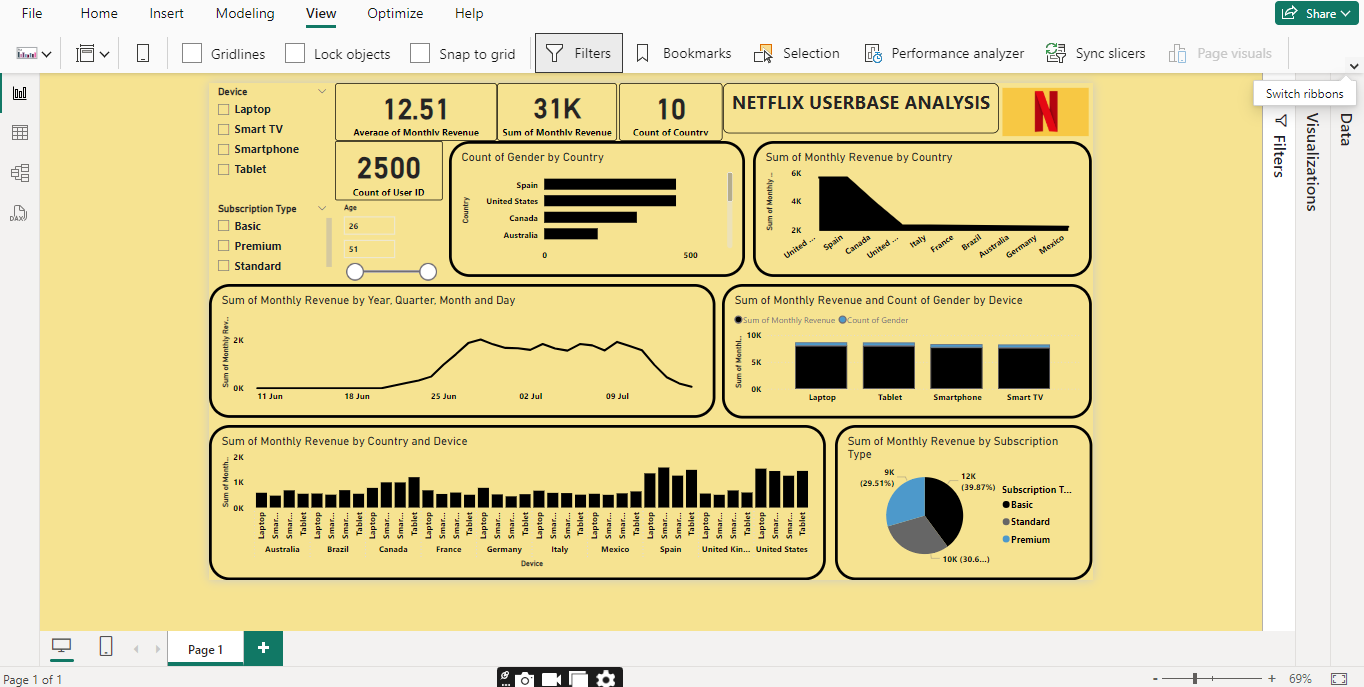 File Home Insert Modeling View Optimize Help Share
Gridlines Lock objects Snap to grid Filters Bookmarks Selection Performance analyzer Sync slicers Page visuals
Switch ribbons
Data
Visualizations
Filters
DAX
Device
Laptop
Smart TV
Smartphone
Tablet
Subscription Type
Basic
Premium
Standard
12.51
Average of Monthly Revenue
31K
Sum of Monthly Revenue
10
Count of Country
NETFLIX USERBASE ANALYSIS
N
2500
Count of User ID
Age
26
51
Count of Gender by Country
Country
Spain
United States
Canada
Australia
0 500
Sum of Monthly Revenue by Country
Sum of Monthly ...
6K
4K
2K
United ... Spain Canada United ... Italy France Brazil Australia Germany Mexico
Sum of Monthly Revenue by Year, Quarter, Month and Day
Sum of Monthly Rev...
2K
0K
11 Jun 18 Jun 25 Jun 02 Jul 09 Jul
Sum of Monthly Revenue and Count of Gender by Device
Sum of Monthly Revenue Count of Gender
Sum of Monthl...
10K
5K
0K
Laptop Tablet Smartphone Smart TV
Sum of Monthly Revenue by Country and Device
Sum of Month...
2K
1K
0K
Laptop Smar... Smar... Tablet Laptop Smar... Smar... Tablet Laptop Smar... Smar... Tablet Laptop Smar... Smar... Tablet Laptop Smar... Smar... Tablet Laptop Smar... Smar... Tablet Laptop Smar... Smar... Tablet Laptop Smar... Smar... Tablet Laptop Smar... Smar... Tablet Laptop Smar... Smar... Tablet
Australia Brazil Canada France Germany Italy Mexico Spain United Kin... United States
Device
Sum of Monthly Revenue by Subscription
Type
9K
(29.51%)
12K
(39.87%)
10K (30.6...)
Subscription T...
Basic
Standard
Premium
Page 1
+
Page 1 of 1
- + 69%